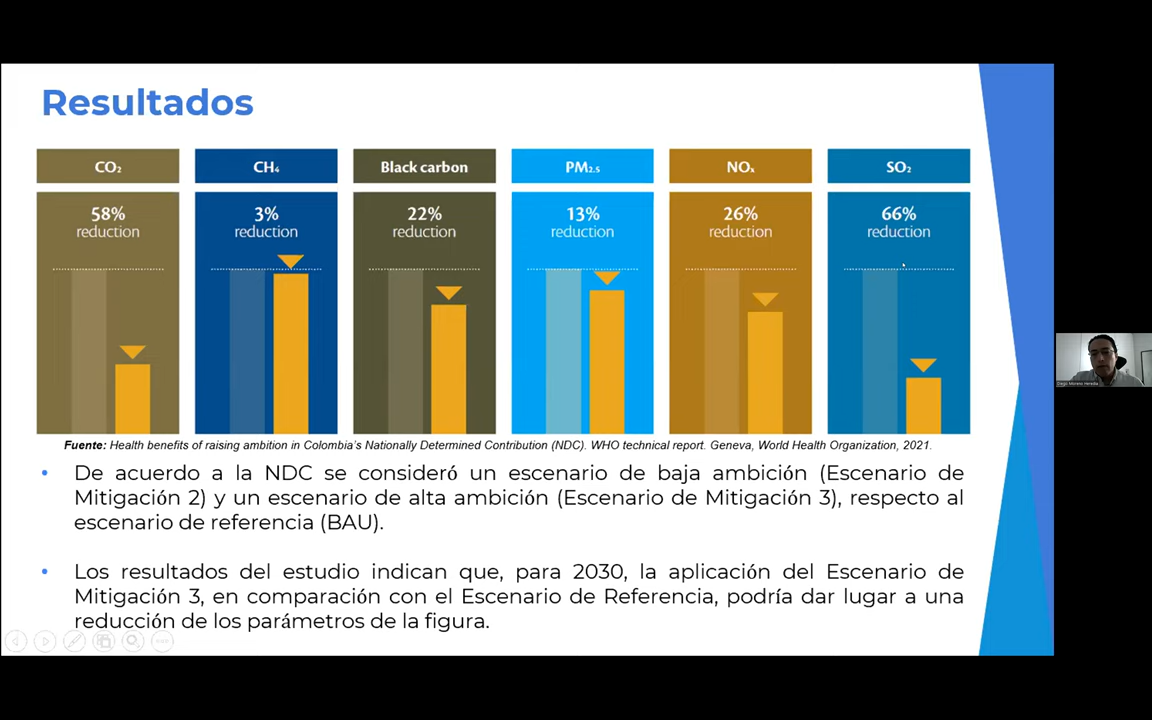 Resultados
CO₂ CH₄ Black carbon PM₂.₅ NOₓ SO₂
58% 3% 22% 13% 26% 66%
reduction reduction reduction reduction reduction reduction
Fuente: Health benefits of raising ambition in Colombia's Nationally Determined Contribution (NDC). WHO technical report. Geneva, World Health Organization, 2021.
• De acuerdo a la NDC se consideró un escenario de baja ambición (Escenario de
Mitigación 2) y un escenario de alta ambición (Escenario de Mitigación 3), respecto al
escenario de referencia (BAU).
• Los resultados del estudio indican que, para 2030, la aplicación del Escenario de
Mitigación 3, en comparación con el Escenario de Referencia, podría dar lugar a una
reducción de los parámetros de la figura.
Diego Moreno Heredia